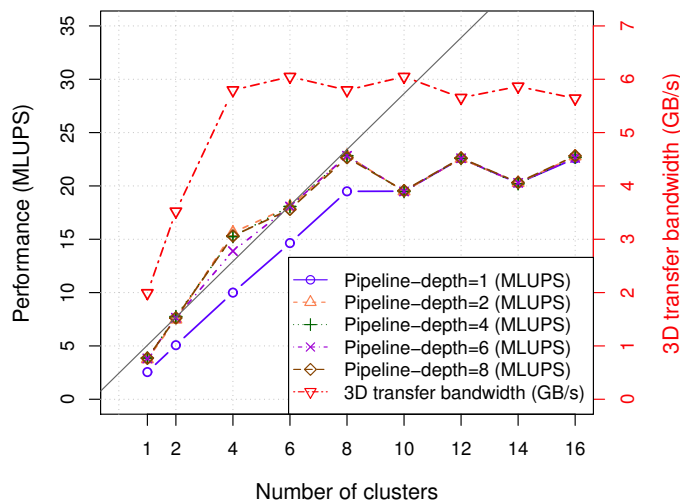 35
30
25
20
15
10
5
0
Performance (MLUPS)
7
6
5
4
3
2
1
0
3D transfer bandwidth (GB/s)
Pipeline−depth=1 (MLUPS)
Pipeline−depth=2 (MLUPS)
Pipeline−depth=4 (MLUPS)
Pipeline−depth=6 (MLUPS)
Pipeline−depth=8 (MLUPS)
3D transfer bandwidth (GB/s)
1 2 4 6 8 10 12 14 16
Number of clusters